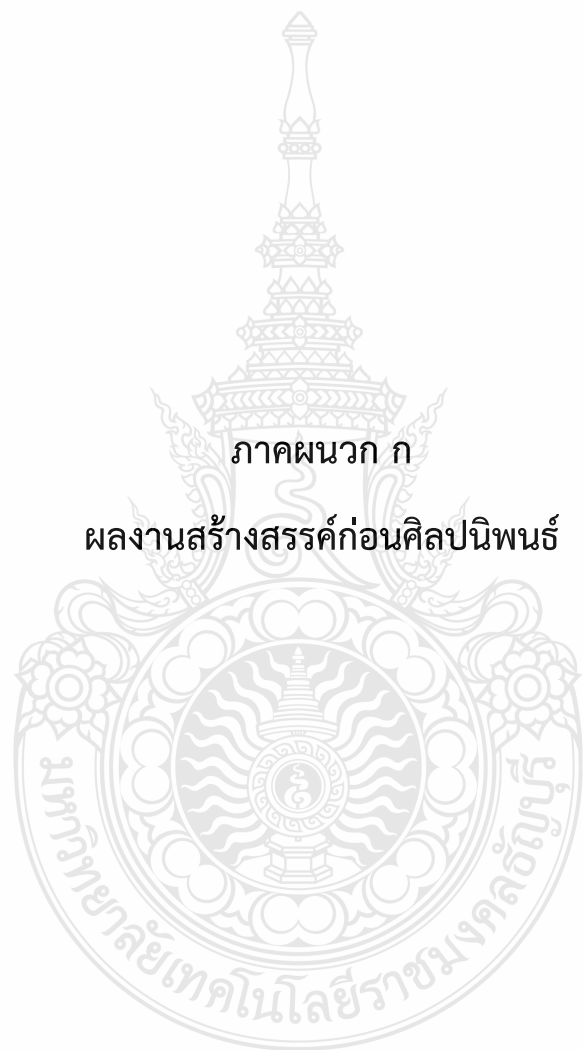 ภาคผนวก ก
ผลงานสร้างสรรค์ก่อนศิลปนิพนธ์
มหาวิทยาลัยเทคโนโลยีราชมงคลธัญบุรี